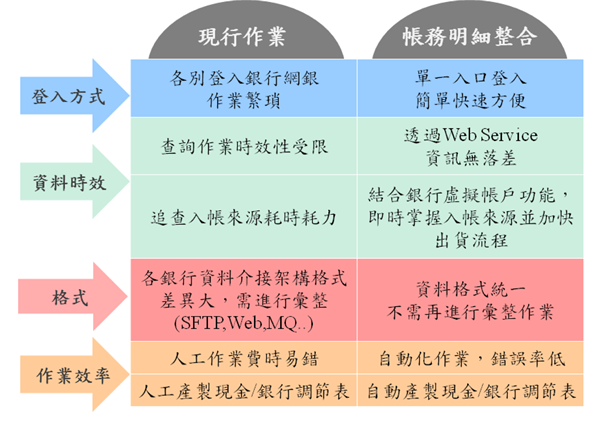 現行作業
帳務明細整合
登入方式
各別登入銀行網銀
作業繁瑣
單一入口登入
簡單快速方便
資料時效
查詢作業時效性受限
透過Web Service
資訊無落差
追查入帳來源耗時耗力
結合銀行虛擬帳戶功能，
即時掌握入帳來源並加快
出貨流程
格式
各銀行資料介接架構格式
差異大，需進行彙整
(SFTP,Web,MQ..)
資料格式統一
不需再進行彙整作業
作業效率
人工作業費時易錯
自動化作業，錯誤率低
人工產製現金/銀行調節表
自動產製現金/銀行調節表